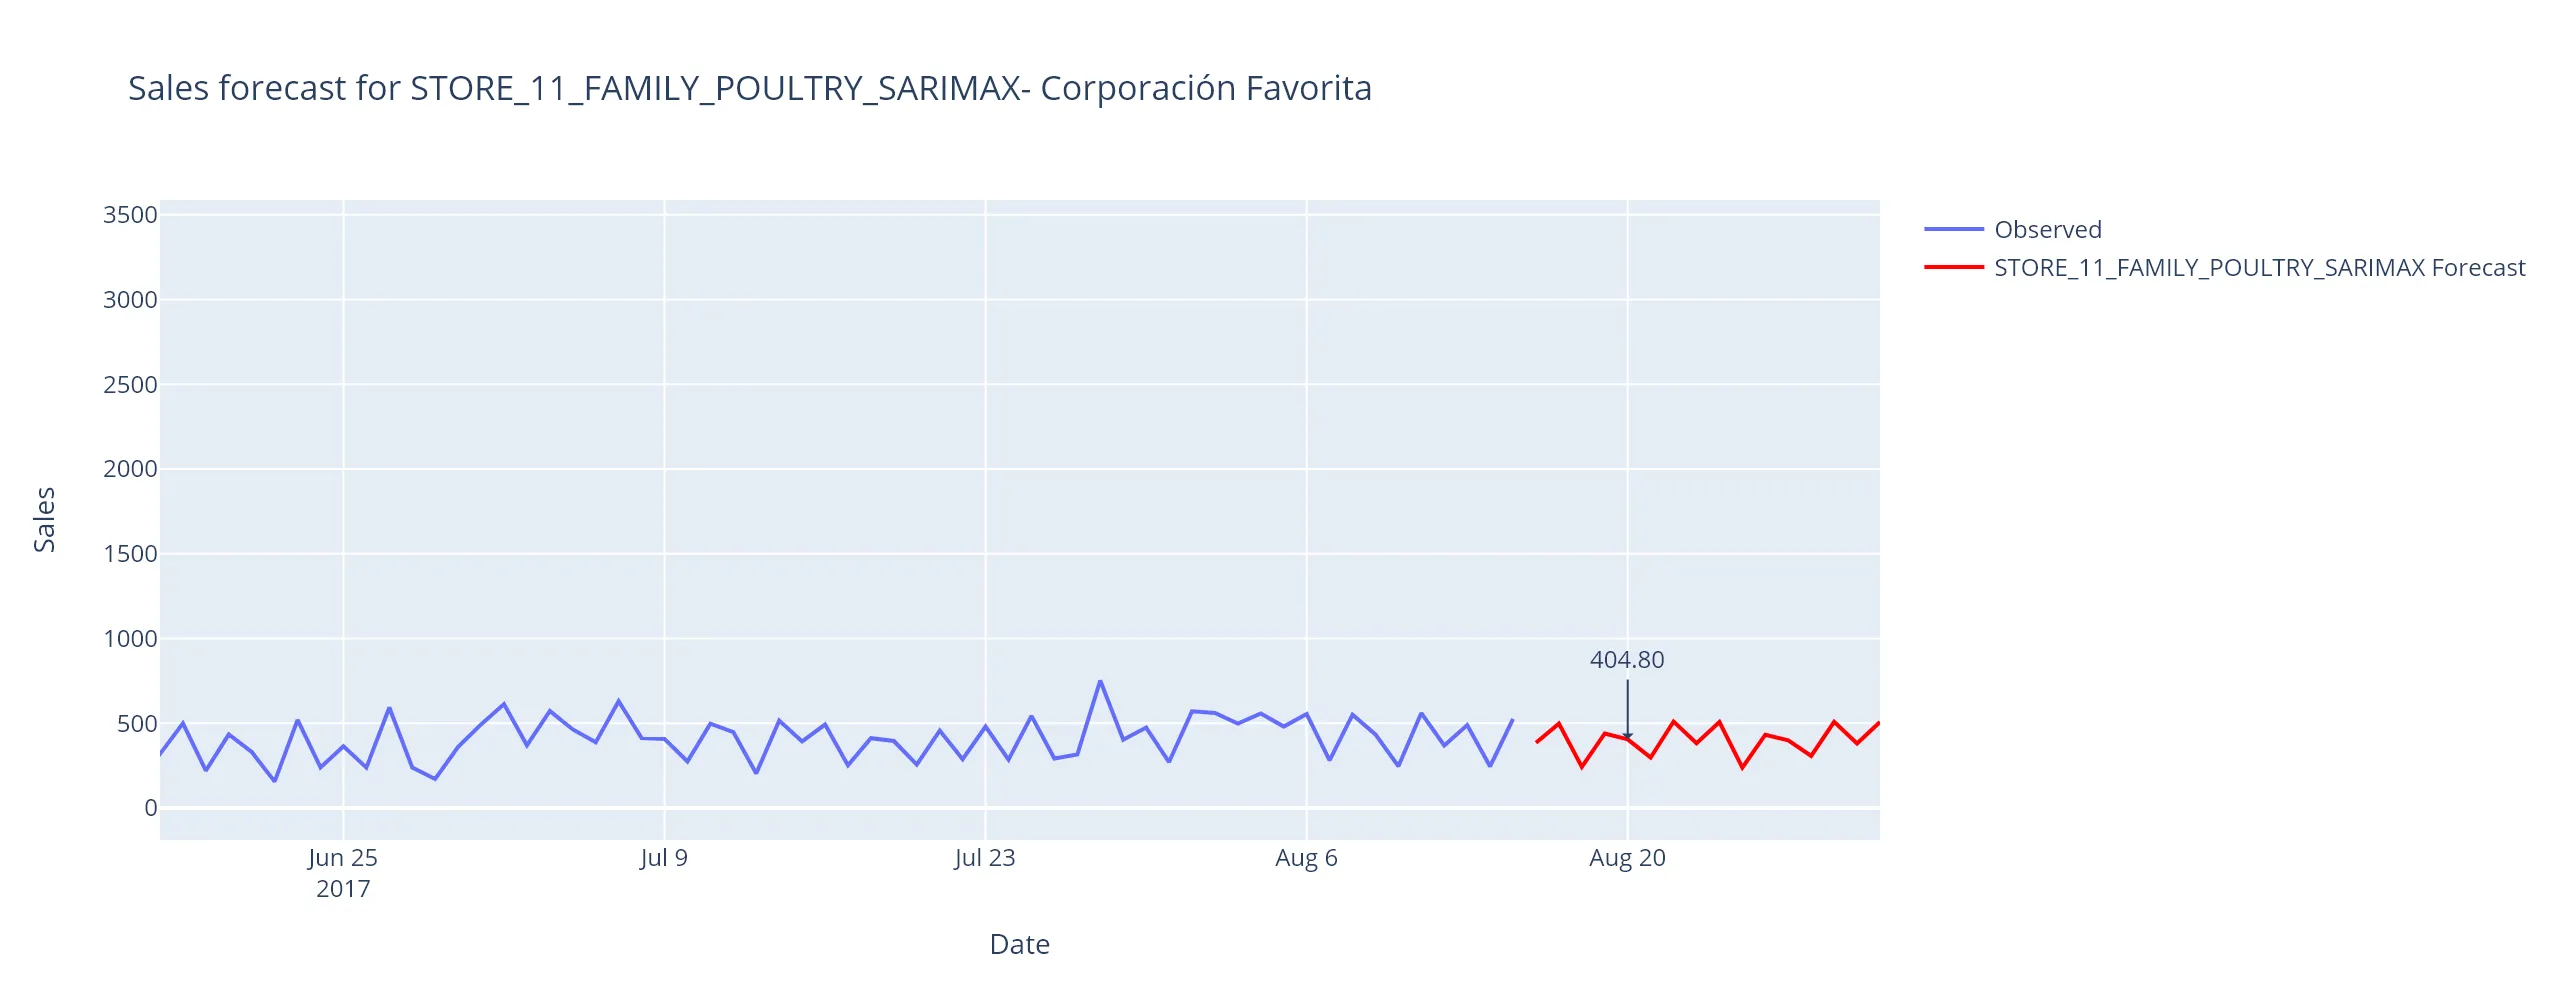 Sales forecast for STORE_11_FAMILY_POULTRY_SARIMAX- Corporación Favorita
Observed
STORE_11_FAMILY_POULTRY_SARIMAX Forecast
3500
3000
2500
2000
1500
1000
500
0
Sales
404.80
Jun 25
2017
Jul 9
Jul 23
Aug 6
Aug 20
Date